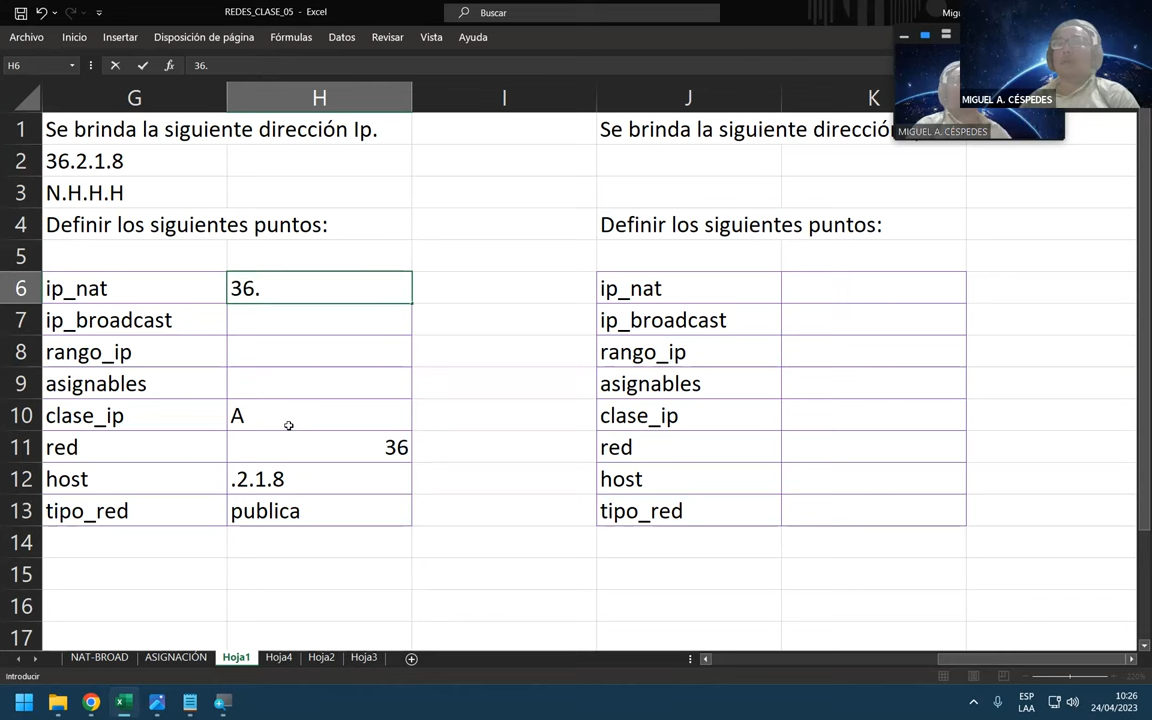 REDES_CLASE_05 - Excel
Buscar
Archivo Inicio Insertar Disposición de página Fórmulas Datos Revisar Vista Ayuda
H6 fx 36.
MIGUEL A. CÉSPEDES
MIGUEL A. CÉSPEDES
G H I J K
1 Se brinda la siguiente dirección Ip. Se brinda la siguiente dirección
2 36.2.1.8
3 N.H.H.H
4 Definir los siguientes puntos: Definir los siguientes puntos:
5
6 ip_nat 36. ip_nat
7 ip_broadcast ip_broadcast
8 rango_ip rango_ip
9 asignables asignables
10 clase_ip A clase_ip
11 red 36 red
12 host .2.1.8 host
13 tipo_red publica tipo_red
14
15
16
17
NAT-BROAD ASIGNACIÓN Hoja1 Hoja4 Hoja2 Hoja3
Introducir
ESP
LAA
10:26
24/04/2023